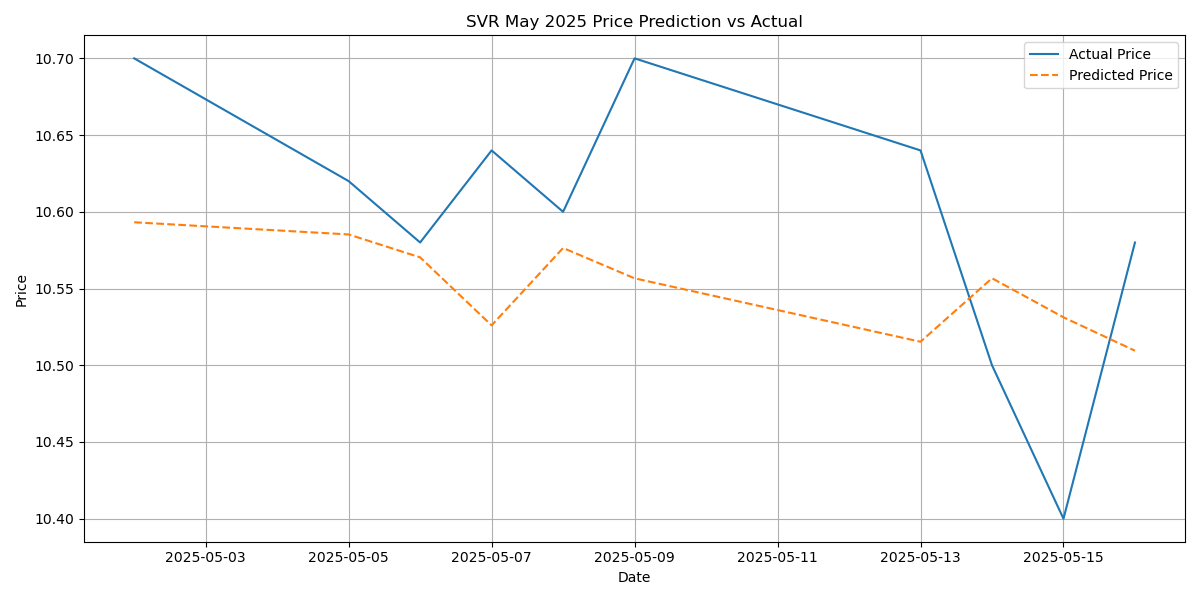 SVR May 2025 Price Prediction vs Actual
Actual Price
Predicted Price
10.70
10.65
10.60
10.55
10.50
10.45
10.40
Price
2025-05-03
2025-05-05
2025-05-07
2025-05-09
2025-05-11
2025-05-13
2025-05-15
Date